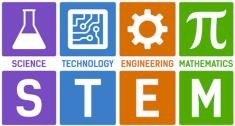 π
SCIENCE TECHNOLOGY ENGINEERING MATHEMATICS
S T E M